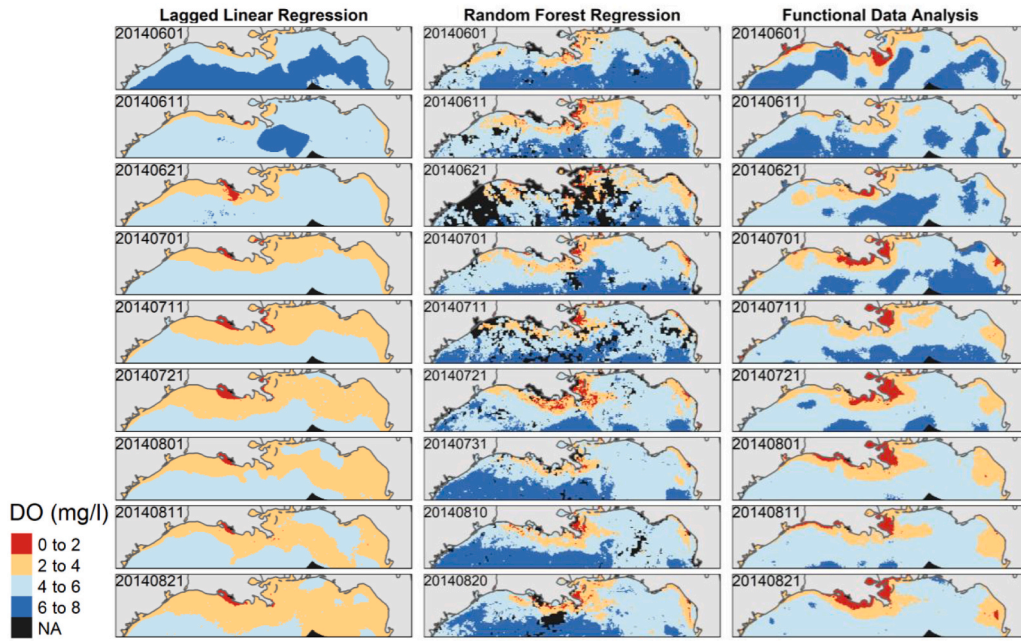 Lagged Linear Regression Random Forest Regression Functional Data Analysis
20140601 20140601 20140601
20140611 20140611 20140611
20140621 20140621 20140621
20140701 20140701 20140701
20140711 20140711 20140711
20140721 20140721 20140721
20140801 20140731 20140801
20140811 20140810 20140811
20140821 20140820 20140821
DO (mg/l)
0 to 2
2 to 4
4 to 6
6 to 8
NA